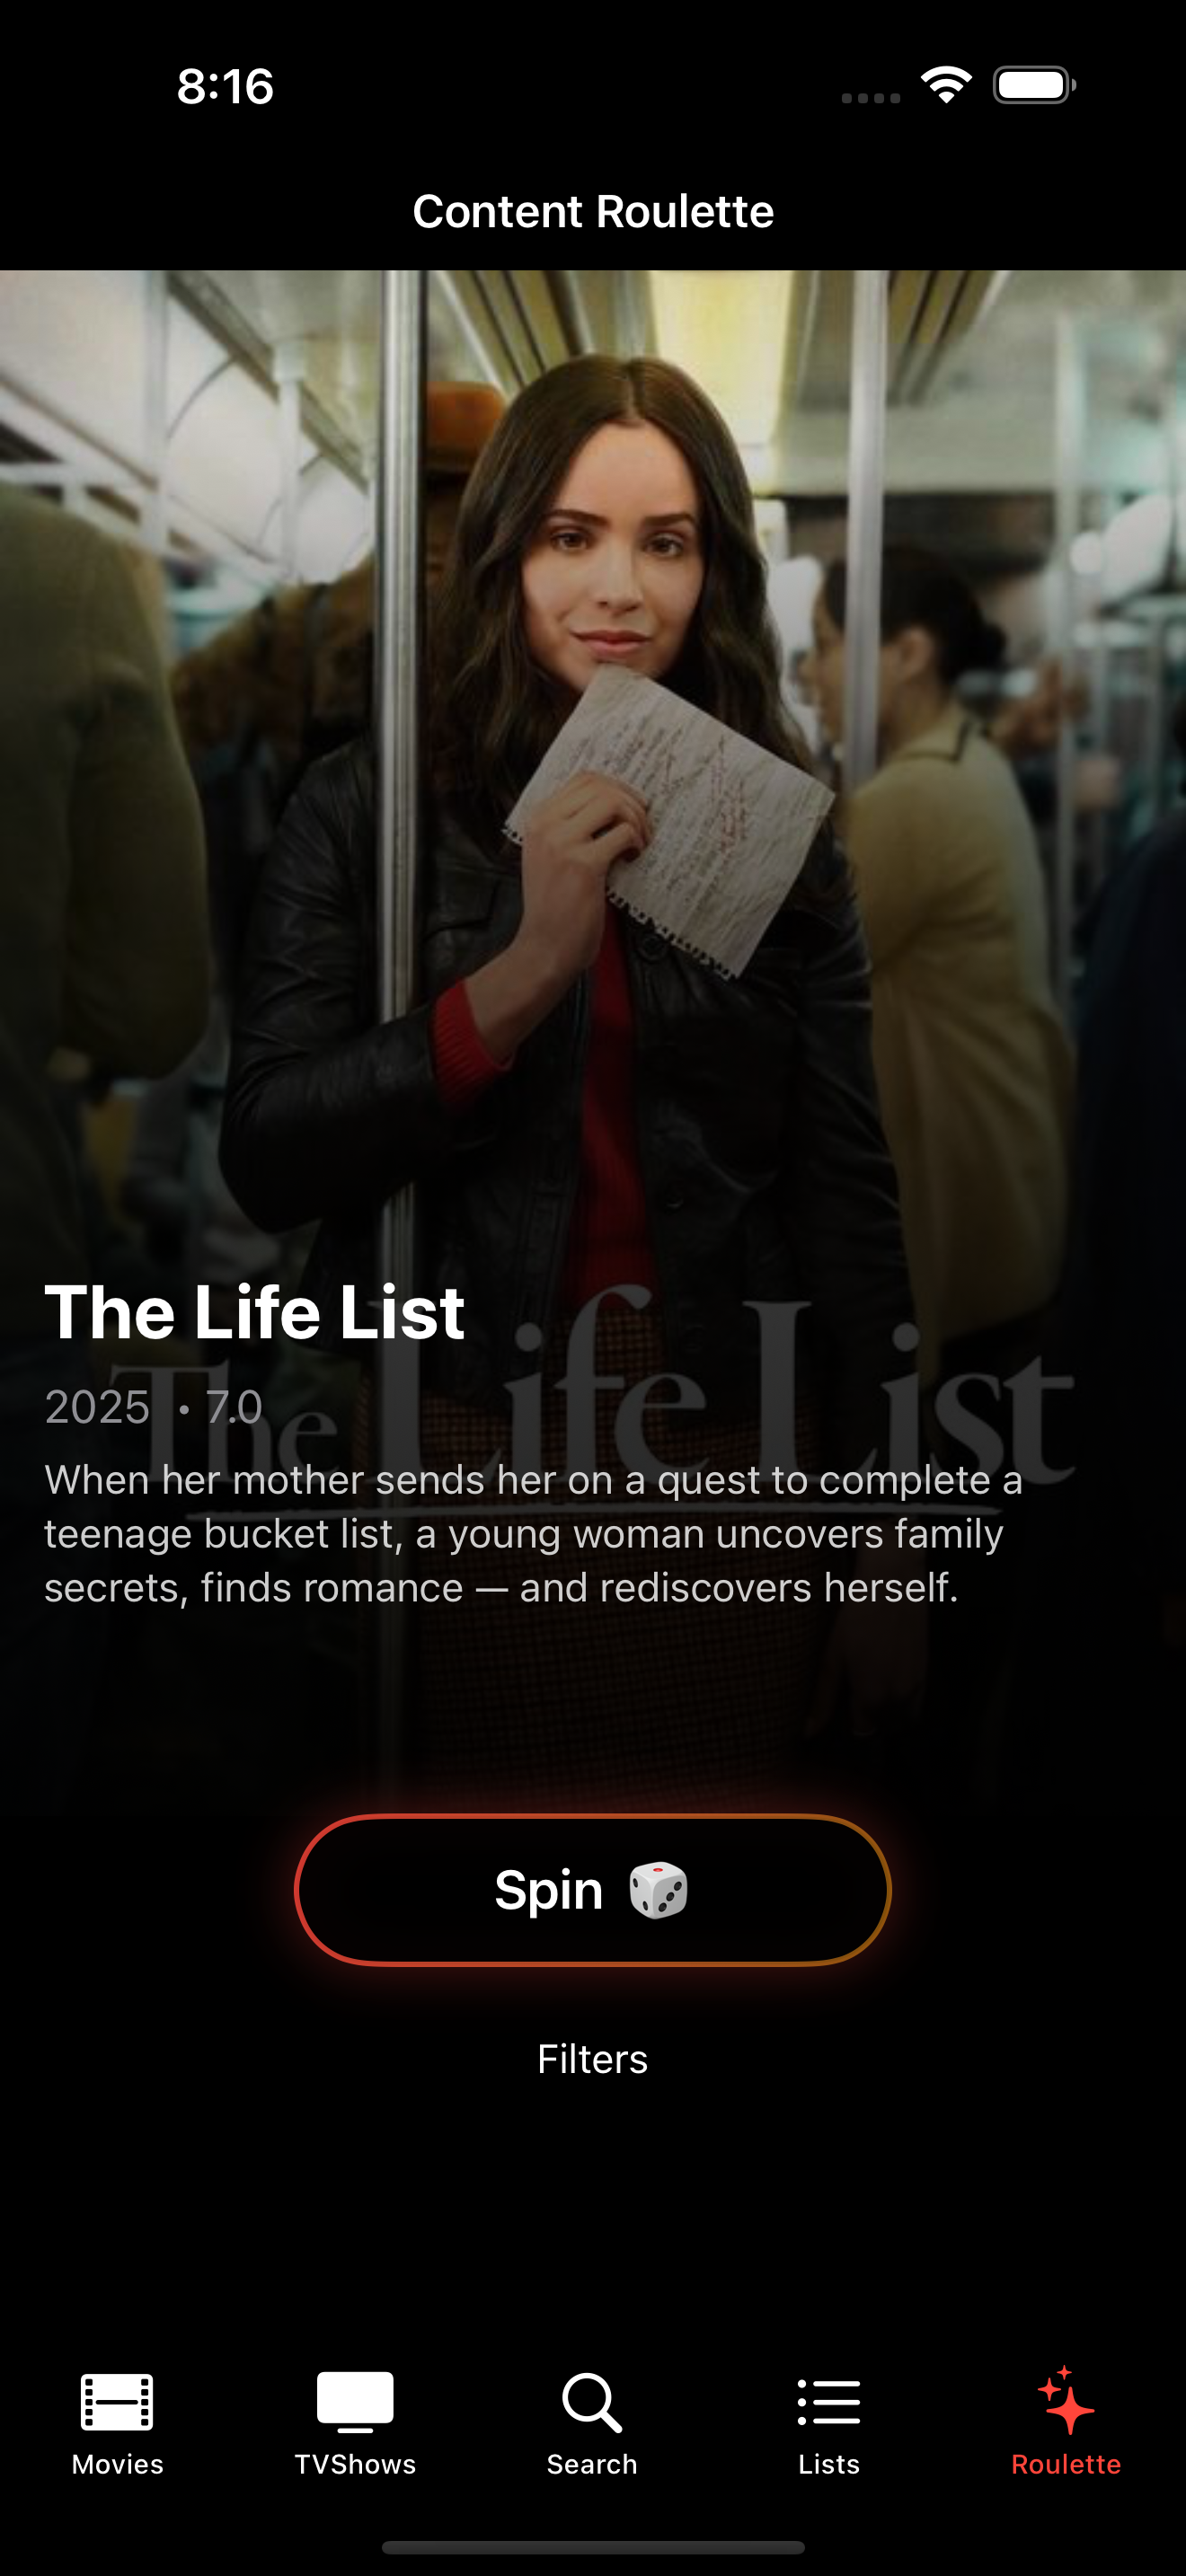 8:16
Content Roulette
The Life List
The Life List
2025 • 7.0
When her mother sends her on a quest to complete a
teenage bucket list, a young woman uncovers family
secrets, finds romance — and rediscovers herself.
Spin
Filters
Movies TVShows Search Lists Roulette